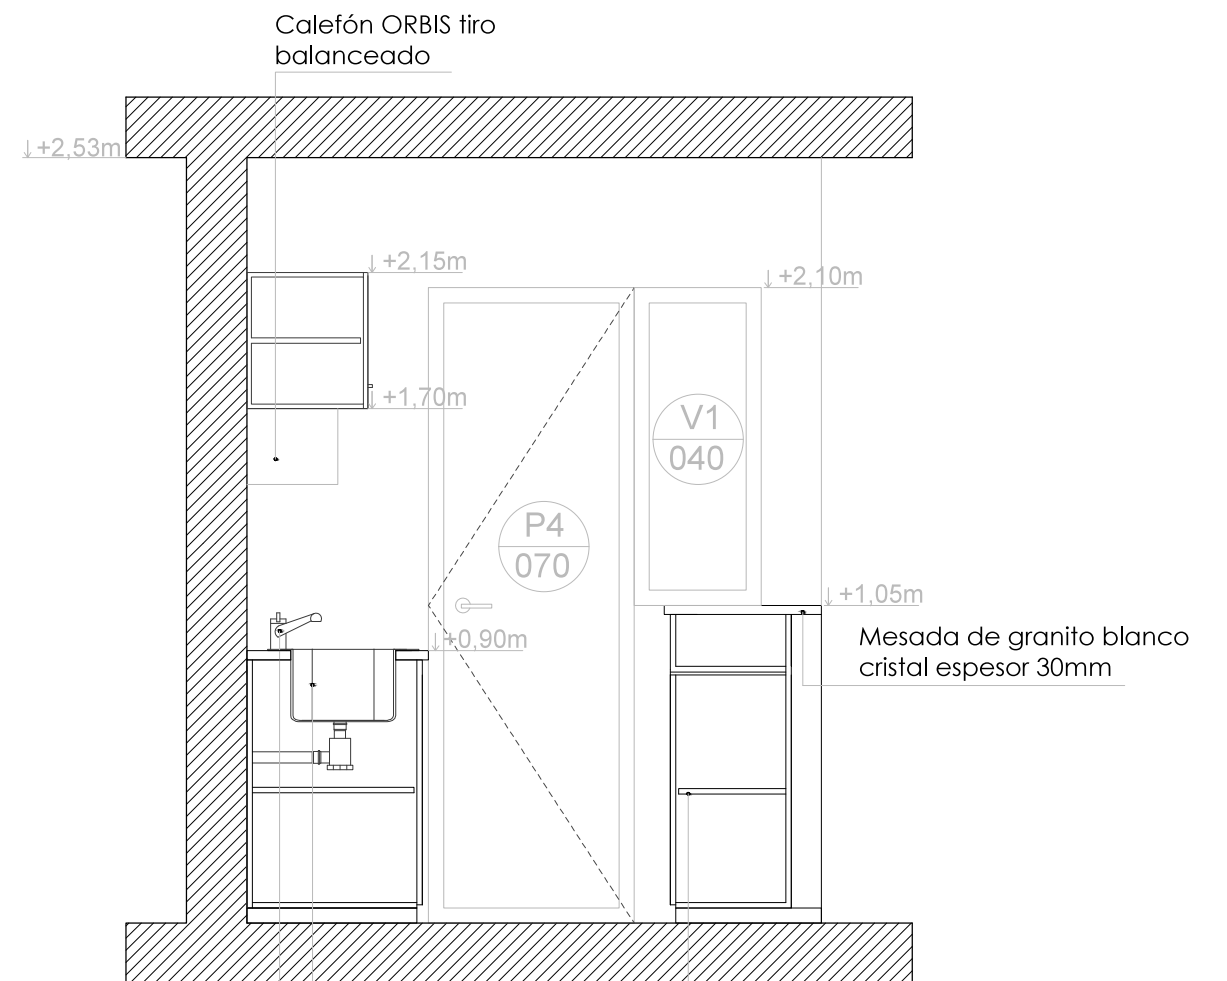 Calefón ORBIS tiro
balanceado
+2,53m
+2,15m
+2,10m
+1,70m
V1
040
P4
070
+1,05m
+0,90m
Mesada de granito blanco
cristal espesor 30mm